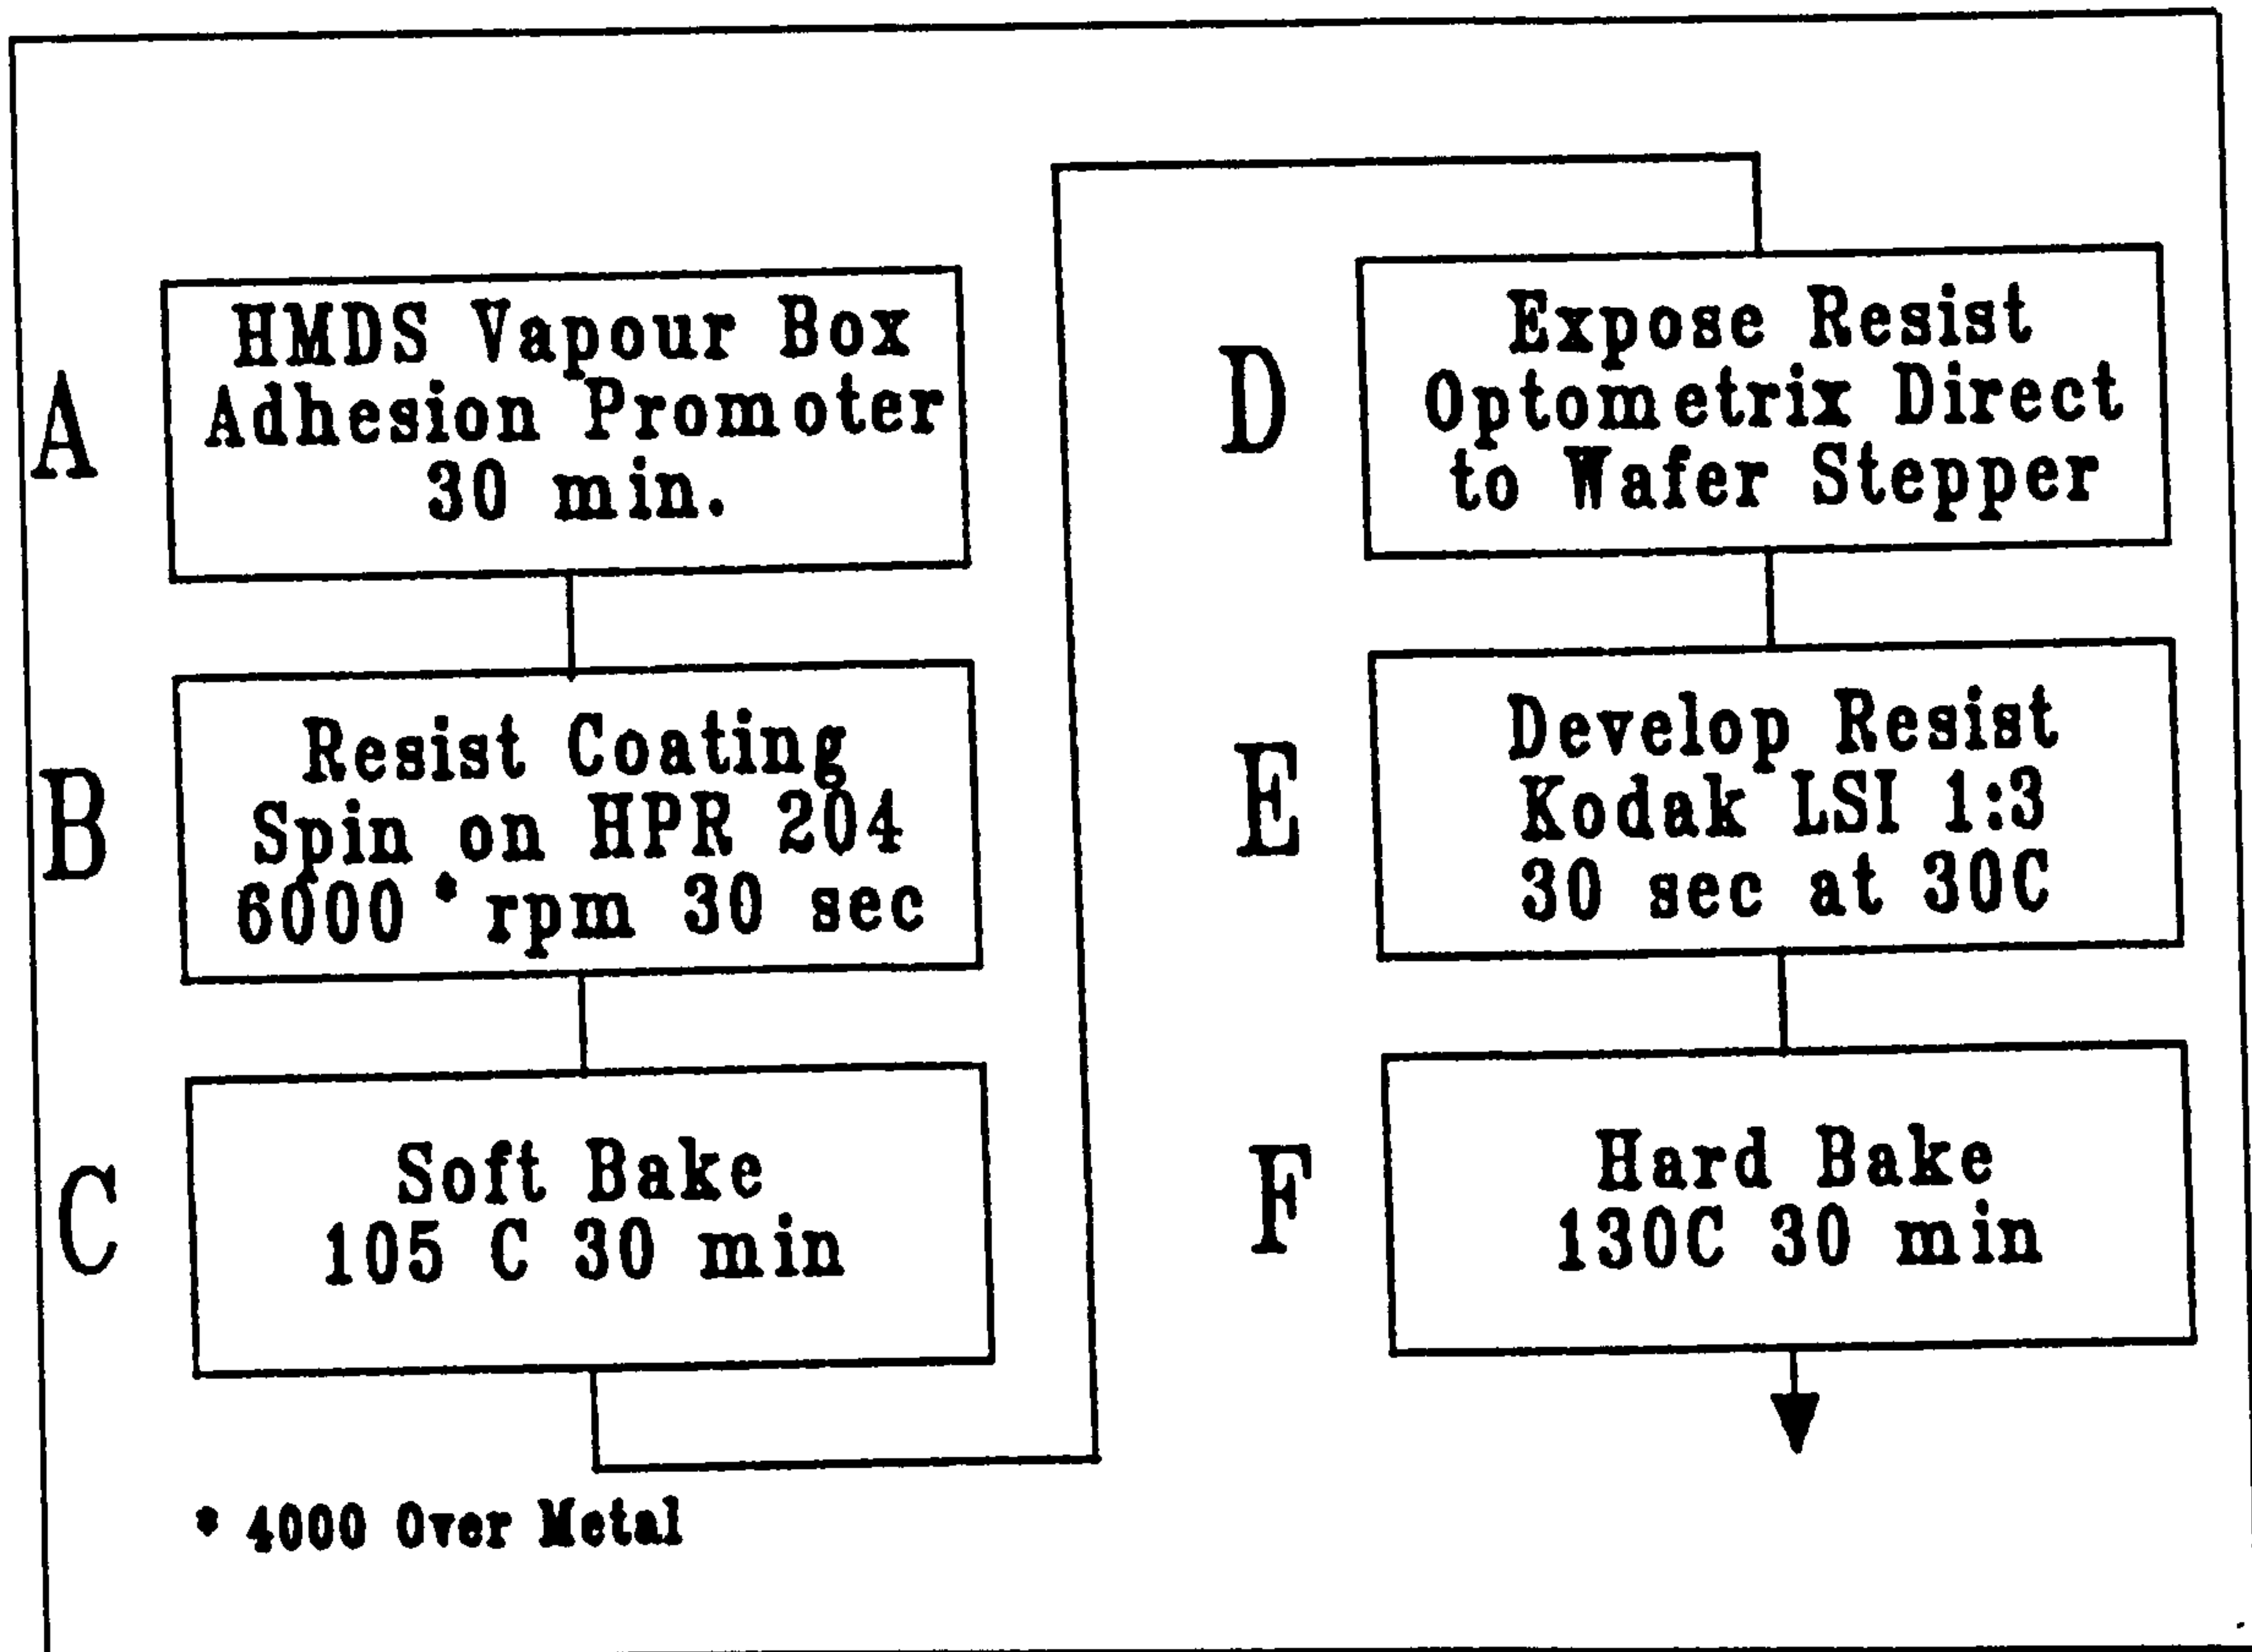 A
HMDS Vapour Box
Adhesion Promoter
30 min.
B
Resist Coating
Spin on HPR 204
6000 * rpm 30 sec
C
Soft Bake
105 C 30 min
* 4000 Over Metal
D
Expose Resist
Optometrix Direct
to Wafer Stepper
E
Develop Resist
Kodak LSI 1:3
30 sec at 30C
F
Hard Bake
130C 30 min